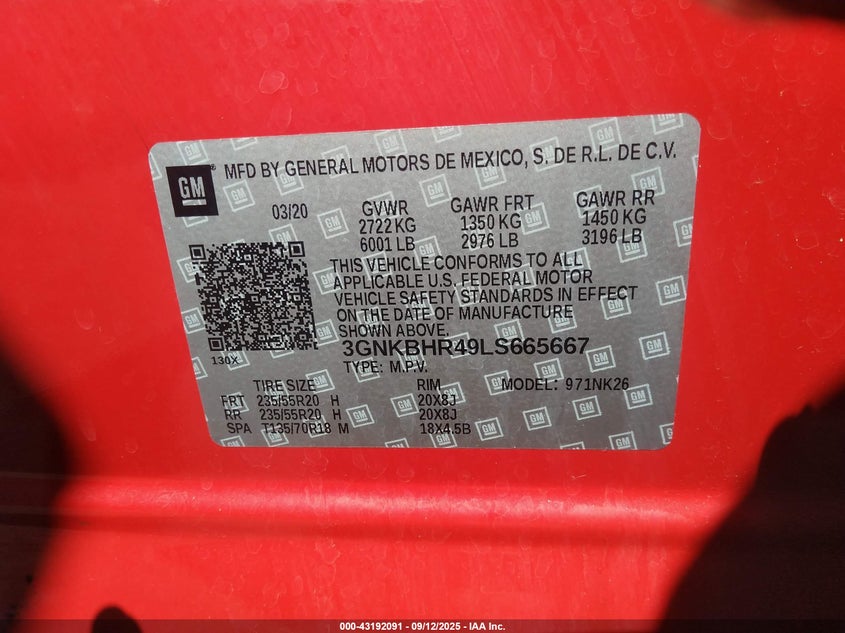 GM ® MFD BY GENERAL MOTORS DE MEXICO, S. DE R.L. DE C.V.
03/20 GVWR GAWR FRT GAWR RR
2722 KG 1350 KG 1450 KG
6001 LB 2976 LB 3196 LB
THIS VEHICLE CONFORMS TO ALL
APPLICABLE U.S. FEDERAL MOTOR
VEHICLE SAFETY STANDARDS IN EFFECT
ON THE DATE OF MANUFACTURE
SHOWN ABOVE.
130X 3GNKBHR49LS665667
TYPE: M.P.V.
TIRE SIZE RIM MODEL: 971NK26
FRT 235/55R20 H 20X8J
RR 235/55R20 H 20X8J
SPA T135/70R18 M 18X4.5B
000-43192091 - 09/12/2025 - IAA Inc.